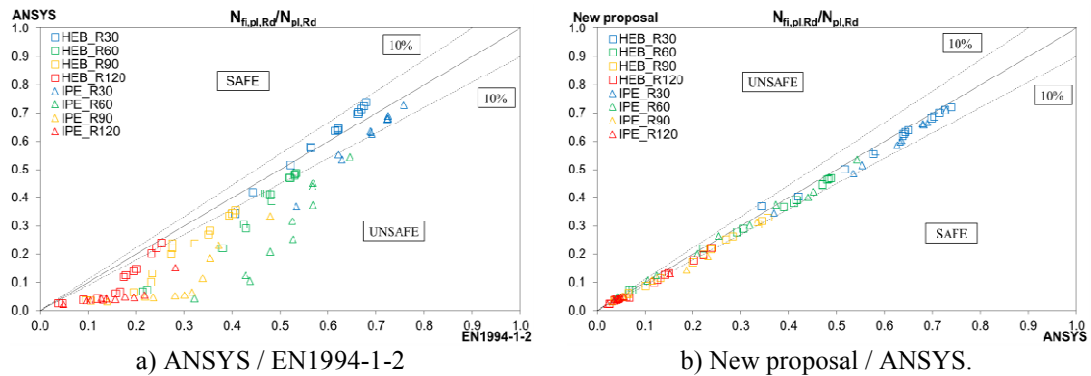 ANSYS
N_fi,pl,Rd/N_pl,Rd
1.0
0.9
0.8
0.7
0.6
0.5
0.4
0.3
0.2
0.1
0.0
HEB_R30
HEB_R60
HEB_R90
HEB_R120
IPE_R30
IPE_R60
IPE_R90
IPE_R120
10%
SAFE
10%
UNSAFE
0.0 0.1 0.2 0.3 0.4 0.5 0.6 0.7 0.8 0.9 1.0
EN1994-1-2
a) ANSYS / EN1994-1-2
New proposal
N_fi,pl,Rd/N_pl,Rd
1.0
0.9
0.8
0.7
0.6
0.5
0.4
0.3
0.2
0.1
0.0
HEB_R30
HEB_R60
HEB_R90
HEB_R120
IPE_R30
IPE_R60
IPE_R90
IPE_R120
10%
UNSAFE
10%
SAFE
0.0 0.1 0.2 0.3 0.4 0.5 0.6 0.7 0.8 0.9 1.0
ANSYS
b) New proposal / ANSYS.